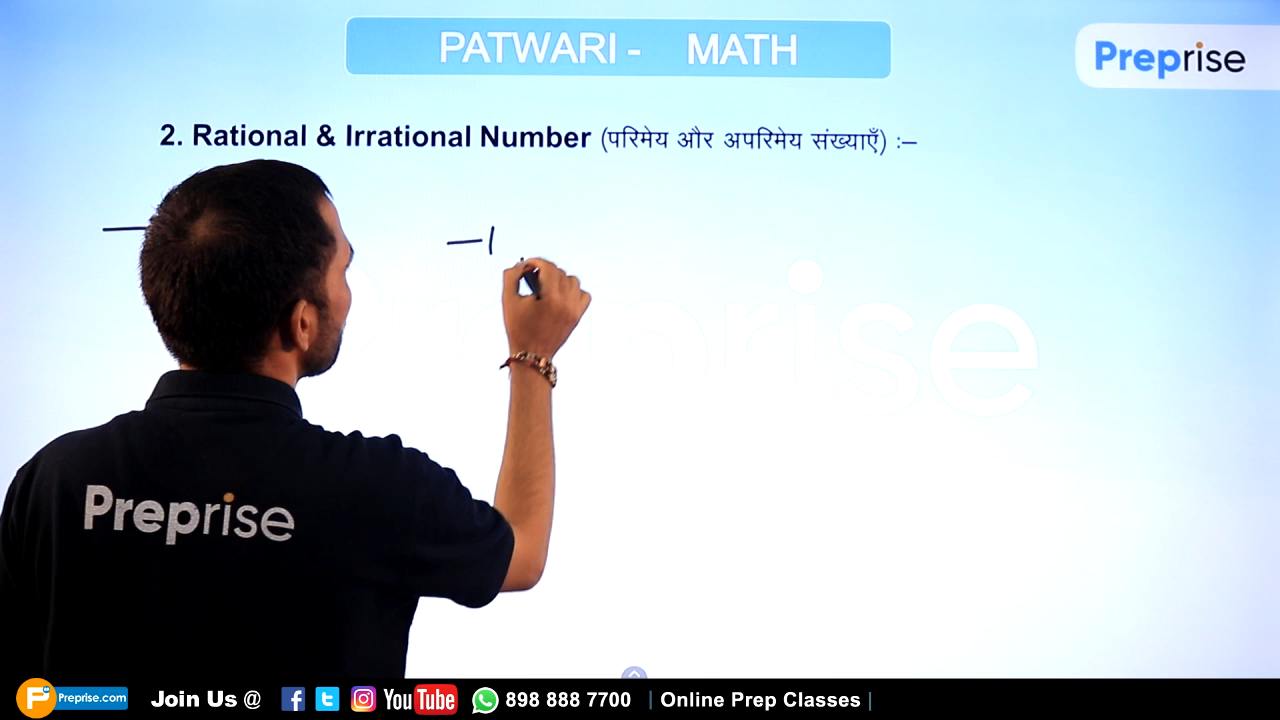 PATWARI - MATH
Preprise
2. Rational & Irrational Number (परिमेय और अपरिमेय संख्याएँ) :–
—
—1
Preprise
Preprise
P Preprise.com Join Us @ f YouTube 898 888 7700 | Online Prep Classes |